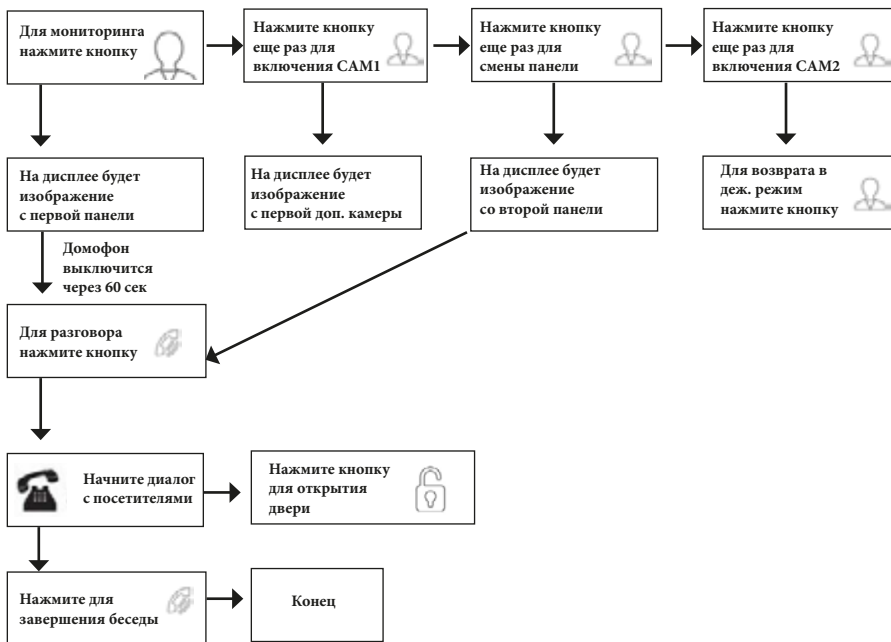 Для мониторинга
нажмите кнопку
Нажмите кнопку
еще раз для
включения CAM1
Нажмите кнопку
еще раз для
смены панели
Нажмите кнопку
еще раз для
включения CAM2
На дисплее будет
изображение
с первой панели
На дисплее будет
изображение
с первой доп. камеры
На дисплее будет
изображение
со второй панели
Для возврата в
деж. режим
нажмите кнопку
Домофон
выключится
через 60 сек
Для разговора
нажмите кнопку
Начните диалог
с посетителями
Нажмите кнопку
для открытия
двери
Нажмите для
завершения беседы
Конец